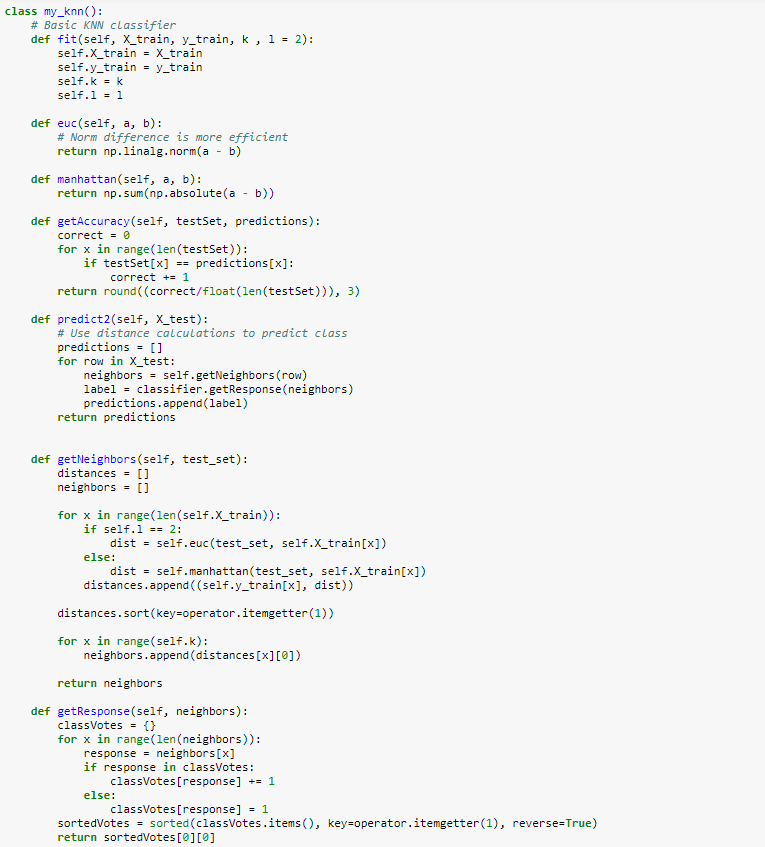 class my_knn():
    # Basic KNN classifier
    def fit(self, X_train, y_train, k , l = 2):
        self.X_train = X_train
        self.y_train = y_train
        self.k = k
        self.l = l

    def euc(self, a, b):
        # Norm difference is more efficient
        return np.linalg.norm(a - b)

    def manhattan(self, a, b):
        return np.sum(np.absolute(a - b))

    def getAccuracy(self, testSet, predictions):
        correct = 0
        for x in range(len(testSet)):
            if testSet[x] == predictions[x]:
                correct += 1
        return round((correct/float(len(testSet))), 3)

    def predict2(self, X_test):
        # Use distance calculations to predict class
        predictions = []
        for row in X_test:
            neighbors = self.getNeighbors(row)
            label = classifier.getResponse(neighbors)
            predictions.append(label)
        return predictions


    def getNeighbors(self, test_set):
        distances = []
        neighbors = []

        for x in range(len(self.X_train)):
            if self.l == 2:
                dist = self.euc(test_set, self.X_train[x])
            else:
                dist = self.manhattan(test_set, self.X_train[x])
            distances.append((self.y_train[x], dist))

        distances.sort(key=operator.itemgetter(1))

        for x in range(self.k):
            neighbors.append(distances[x][0])

        return neighbors

    def getResponse(self, neighbors):
        classVotes = {}
        for x in range(len(neighbors)):
            response = neighbors[x]
            if response in classVotes:
                classVotes[response] += 1
            else:
                classVotes[response] = 1
        sortedVotes = sorted(classVotes.items(), key=operator.itemgetter(1), reverse=True)
        return sortedVotes[0][0]